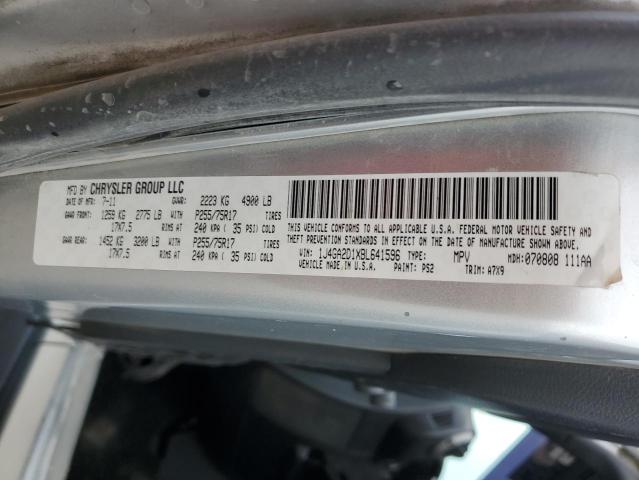 MFD BY CHRYSLER GROUP LLC
DATE OF MFR: 7-11 GVWR: 2223 KG 4900 LB
GAWR FRONT: 1259 KG 2775 LB WITH P255/75R17 TIRES
17X7.5 RIMS AT 240 KPA ( 35 PSI) COLD
GAWR REAR: 1452 KG 3200 LB WITH P255/75R17 TIRES
17X7.5 RIMS AT 240 KPA ( 35 PSI) COLD
THIS VEHICLE CONFORMS TO ALL APPLICABLE U.S.A. FEDERAL MOTOR VEHICLE SAFETY AND
THEFT PREVENTION STANDARDS IN EFFECT ON THE DATE OF MANUFACTURE SHOWN ABOVE.
VIN: 1J4GA2D1XBL641596 TYPE: MPV MDH: 070808 111AA
VEHICLE MADE IN U.S.A. PAINT: PS2 TRIM: A7X9